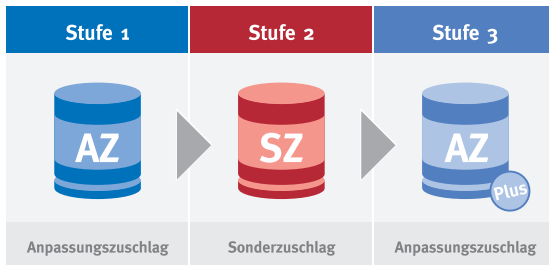 Stufe 1
Stufe 2
Stufe 3
AZ
SZ
AZ
Plus
Anpassungszuschlag
Sonderzuschlag
Anpassungszuschlag